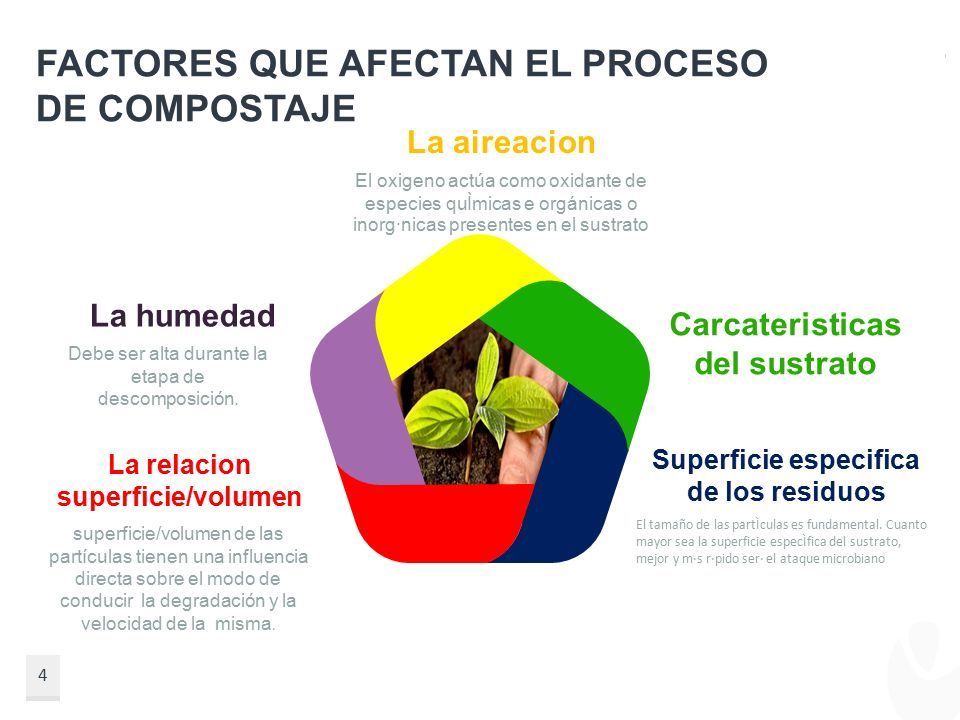 FACTORES QUE AFECTAN EL PROCESO
DE COMPOSTAJE
La aireacion
El oxigeno actúa como oxidante de
especies quÌmicas e orgánicas o
inorg·nicas presentes en el sustrato
La humedad
Debe ser alta durante la
etapa de
descomposición.
Carcateristicas
del sustrato
La relacion
superficie/volumen
superficie/volumen de las
partículas tienen una influencia
directa sobre el modo de
conducir la degradación y la
velocidad de la misma.
Superficie especifica
de los residuos
El tamaño de las partÌculas es fundamental. Cuanto
mayor sea la superficie especÌfica del sustrato,
mejor y m·s r·pido ser· el ataque microbiano
4